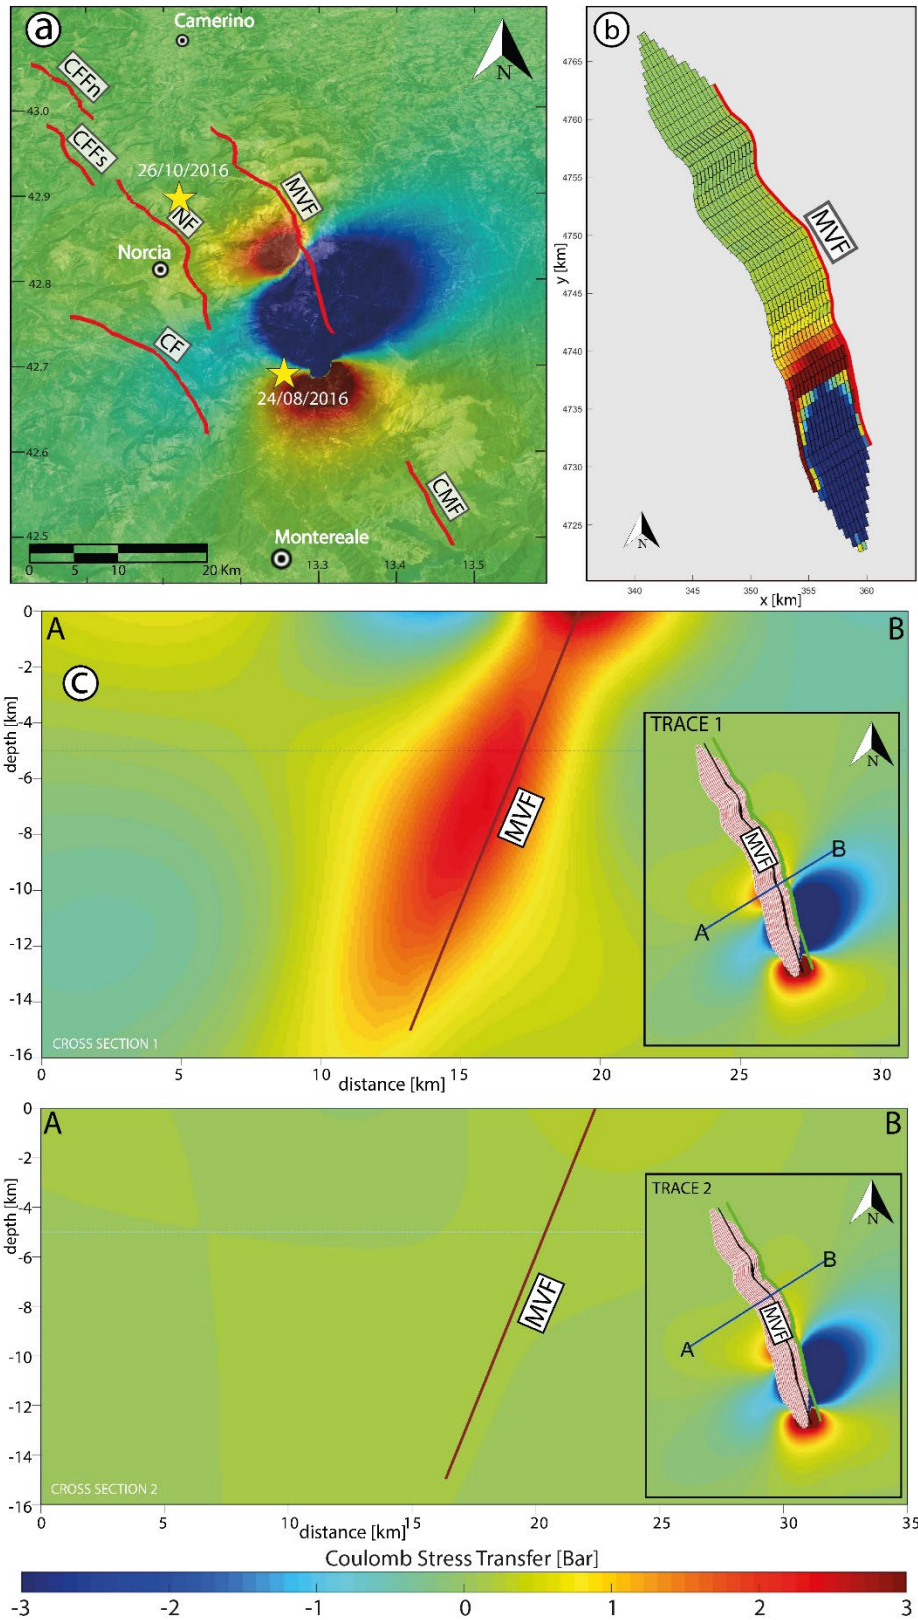 a
Camerino
N
CFFn
43.0
CFFs
26/10/2016
42.9
NF
MVF
Norcia
42.8
CF
42.7
24/08/2016
42.6
CMF
42.5
Montereale
0 5 10 20 Km
13.3 13.4 13.5
b
4765
4760
4755
MVF
4750
y [km]
4745
4740
4735
4730
4725
N
340 345 350 355 360
x [km]
A B
C
0
-2
-4
-6
-8
-10
-12
-14
-16
depth [km]
MVF
TRACE 1
N
MVF
B
A
CROSS SECTION 1
0 5 10 15 20 25 30
distance [km]
A B
0
-2
-4
-6
-8
-10
-12
-14
-16
depth [km]
MVF
TRACE 2
N
B
MVF
A
CROSS SECTION 2
0 5 10 15 20 25 30 35
distance [km]
Coulomb Stress Transfer [Bar]
-3 -2 -1 0 1 2 3